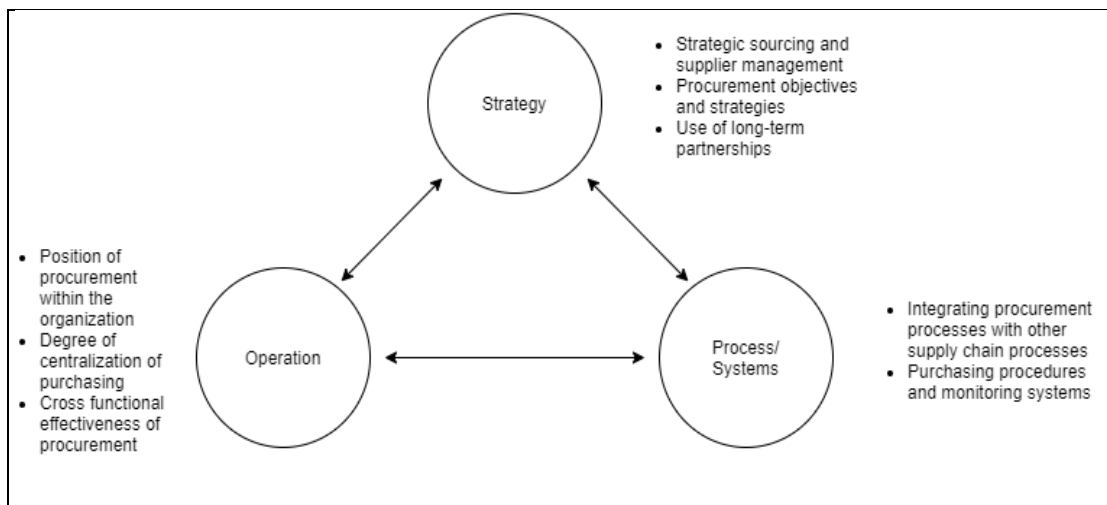 Strategy
• Strategic sourcing and
supplier management
• Procurement objectives
and strategies
• Use of long-term
partnerships
• Position of
procurement
within the
organization
• Degree of
centralization of
purchasing
• Cross functional
effectiveness of
procurement
Operation
Process/
Systems
• Integrating procurement
processes with other
supply chain processes
• Purchasing procedures
and monitoring systems